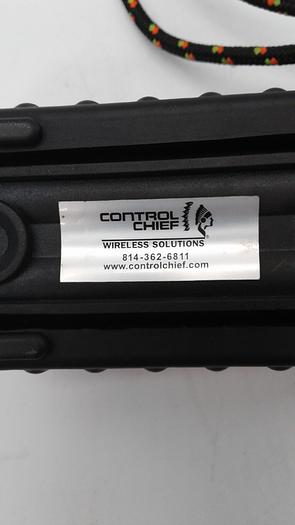 CONTROL
CHIEF
WIRELESS SOLUTIONS
814-362-6811
www.controlchief.com